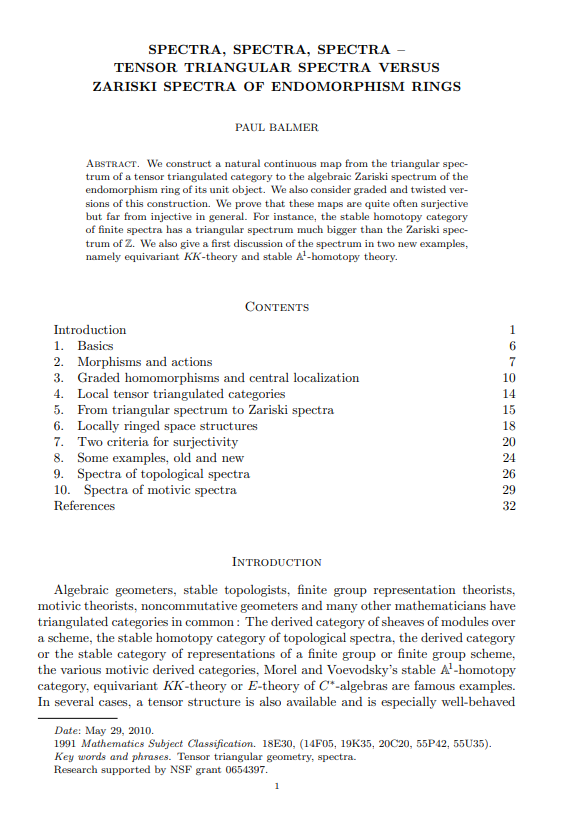 SPECTRA, SPECTRA, SPECTRA –
TENSOR TRIANGULAR SPECTRA VERSUS
ZARISKI SPECTRA OF ENDOMORPHISM RINGS
PAUL BALMER
Abstract. We construct a natural continuous map from the triangular spec-
trum of a tensor triangulated category to the algebraic Zariski spectrum of the
endomorphism ring of its unit object. We also consider graded and twisted ver-
sions of this construction. We prove that these maps are quite often surjective
but far from injective in general. For instance, the stable homotopy category
of finite spectra has a triangular spectrum much bigger than the Zariski spec-
trum of ℤ. We also give a first discussion of the spectrum in two new examples,
namely equivariant KK-theory and stable 𝔸¹-homotopy theory.
Contents
Introduction 1
1. Basics 6
2. Morphisms and actions 7
3. Graded homomorphisms and central localization 10
4. Local tensor triangulated categories 14
5. From triangular spectrum to Zariski spectra 15
6. Locally ringed space structures 18
7. Two criteria for surjectivity 20
8. Some examples, old and new 24
9. Spectra of topological spectra 26
10. Spectra of motivic spectra 29
References 32
Introduction
Algebraic geometers, stable topologists, finite group representation theorists,
motivic theorists, noncommutative geometers and many other mathematicians have
triangulated categories in common : The derived category of sheaves of modules over
a scheme, the stable homotopy category of topological spectra, the derived category
or the stable category of representations of a finite group or finite group scheme,
the various motivic derived categories, Morel and Voevodsky's stable 𝔸¹-homotopy
category, equivariant KK-theory or E-theory of C*-algebras are famous examples.
In several cases, a tensor structure is also available and is especially well-behaved
Date: May 29, 2010.
1991 Mathematics Subject Classification. 18E30, (14F05, 19K35, 20C20, 55P42, 55U35).
Key words and phrases. Tensor triangular geometry, spectra.
Research supported by NSF grant 0654397.
1